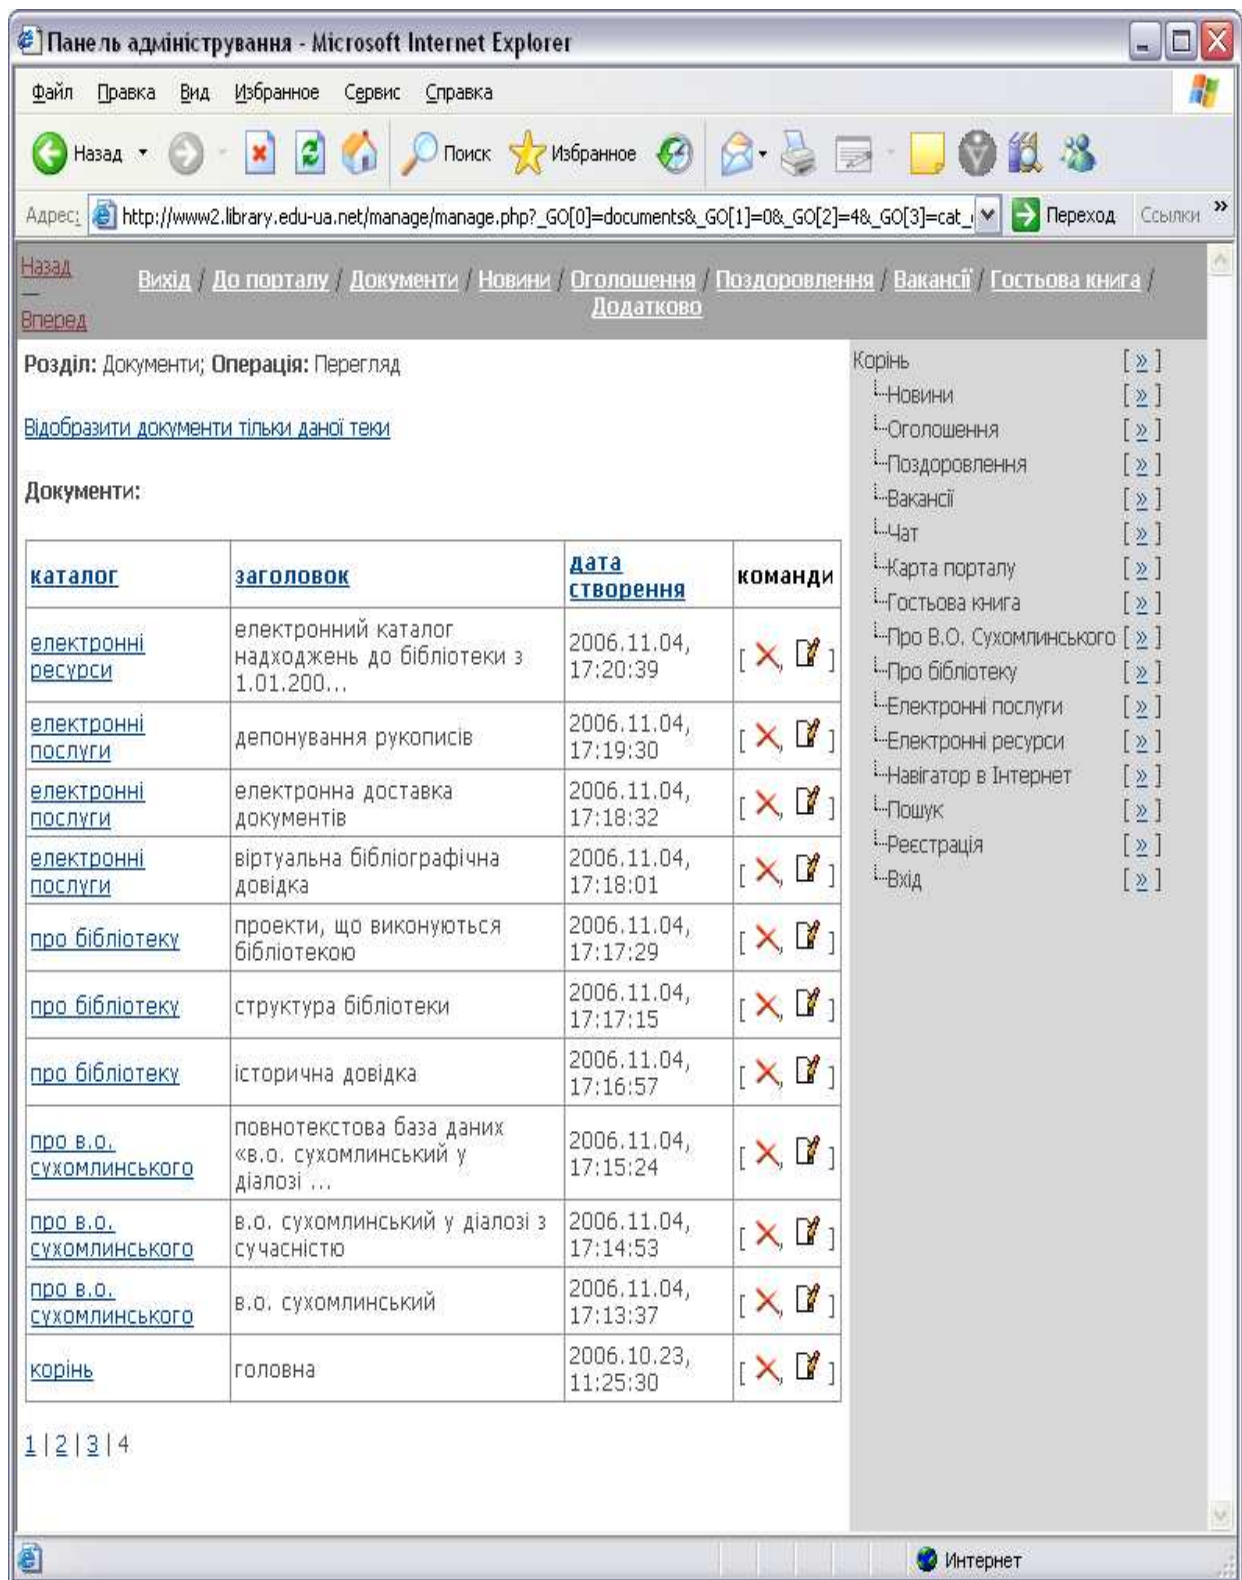 Панель адміністрування - Microsoft Internet Explorer
Файл Правка Вид Избранное Сервис Справка
Назад Поиск Избранное
Адрес: http://www2.library.edu-ua.net/manage/manage.php?_GO[0]=documents&_GO[1]=0&_GO[2]=4&_GO[3]=cat_ Переход Ссылки »
Назад
—
Вперед
Вихід / До порталу / Документи / Новини / Оголошення / Поздоровлення / Вакансії / Гостьова книга /
Додатково
Розділ: Документи; Операція: Перегляд
Відобразити документи тільки даної теки
Документи:
каталог заголовок дата
створення команди
електронні
ресурси
електронний каталог
надходжень до бібліотеки з
1.01.200...
2006.11.04,
17:20:39
[ , ]
електронні
послуги
депонування рукописів
2006.11.04,
17:19:30
[ , ]
електронні
послуги
електронна доставка
документів
2006.11.04,
17:18:32
[ , ]
електронні
послуги
віртуальна бібліографічна
довідка
2006.11.04,
17:18:01
[ , ]
про бібліотеку
проекти, що виконуються
бібліотекою
2006.11.04,
17:17:29
[ , ]
про бібліотеку
структура бібліотеки
2006.11.04,
17:17:15
[ , ]
про бібліотеку
історична довідка
2006.11.04,
17:16:57
[ , ]
про в.о.
сухомлинського
повнотекстова база даних
«в.о. сухомлинський у
діалозі ...
2006.11.04,
17:15:24
[ , ]
про в.о.
сухомлинського
в.о. сухомлинський у діалозі з
сучасністю
2006.11.04,
17:14:53
[ , ]
про в.о.
сухомлинського
в.о. сухомлинський
2006.11.04,
17:13:37
[ , ]
корінь
головна
2006.10.23,
11:25:30
[ , ]
1 | 2 | 3 | 4
Корінь [ » ]
Новини [ » ]
Оголошення [ » ]
Поздоровлення [ » ]
Вакансії [ » ]
Чат [ » ]
Карта порталу [ » ]
Гостьова книга [ » ]
Про В.О. Сухомлинського [ » ]
Про бібліотеку [ » ]
Електронні послуги [ » ]
Електронні ресурси [ » ]
Навігатор в Інтернет [ » ]
Пошук [ » ]
Реєстрація [ » ]
Вхід [ » ]
Интернет